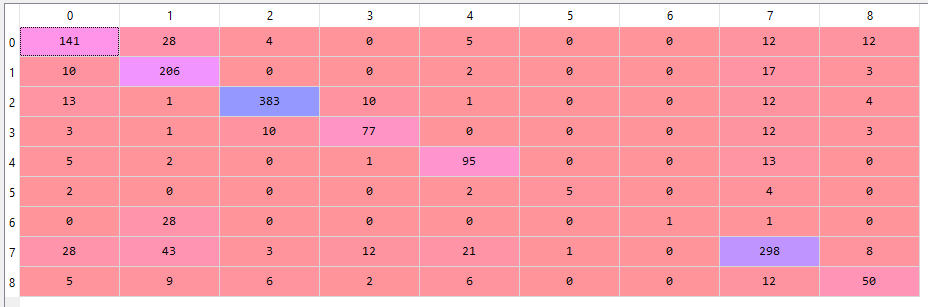 0 1 2 3 4 5 6 7 8
0 141 28 4 0 5 0 0 12 12
1 10 206 0 0 2 0 0 17 3
2 13 1 383 10 1 0 0 12 4
3 3 1 10 77 0 0 0 12 3
4 5 2 0 1 95 0 0 13 0
5 2 0 0 0 2 5 0 4 0
6 0 28 0 0 0 0 1 1 0
7 28 43 3 12 21 1 0 298 8
8 5 9 6 2 6 0 0 12 50